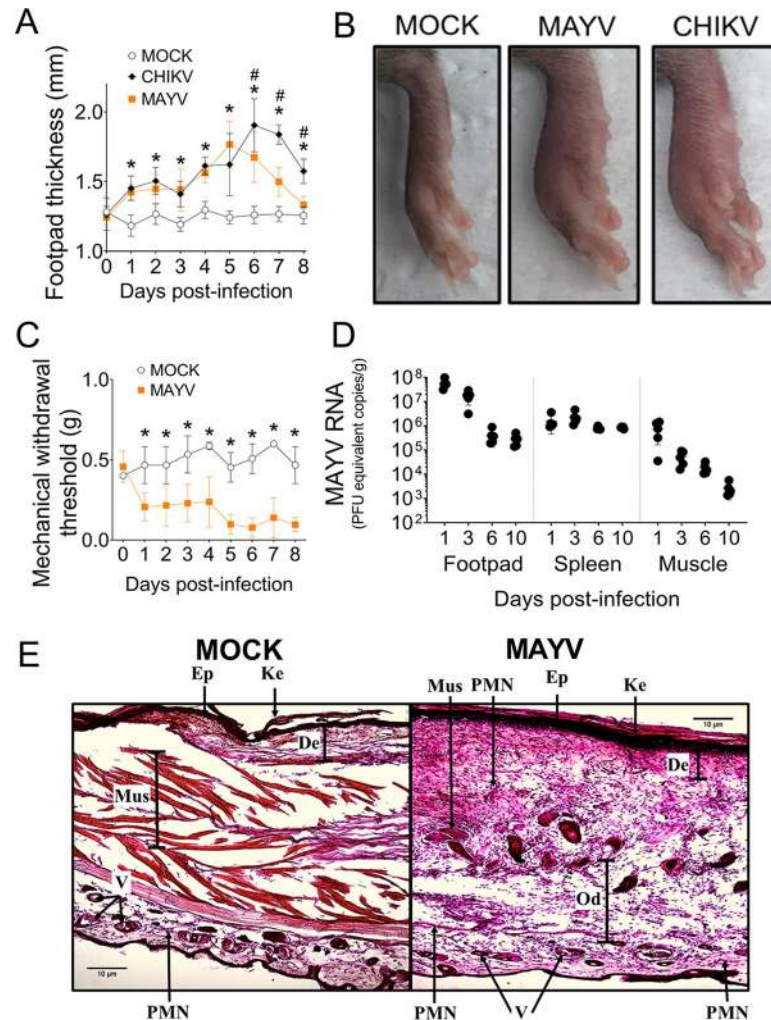 A
Footpad thickness (mm)
MOCK
CHIKV
MAYV
2.0
1.5
1.0
* * * * * # * # * # *
0 1 2 3 4 5 6 7 8
Days post-infection
B
MOCK MAYV CHIKV
C
Mechanical withdrawal
threshold (g)
MOCK
MAYV
1.0
0.5
0.0
* * * * * * * *
0 1 2 3 4 5 6 7 8
Days post-infection
D
MAYV RNA
(PFU equivalent copies/g)
10⁸
10⁷
10⁶
10⁵
10⁴
10³
10²
1 3 6 10 1 3 6 10 1 3 6 10
Footpad Spleen Muscle
Days post-infection
E
MOCK
Ep Ke
De
Mus
V
10 µm
PMN
MAYV
Mus PMN Ep Ke
10 µm
De
Od
PMN V PMN